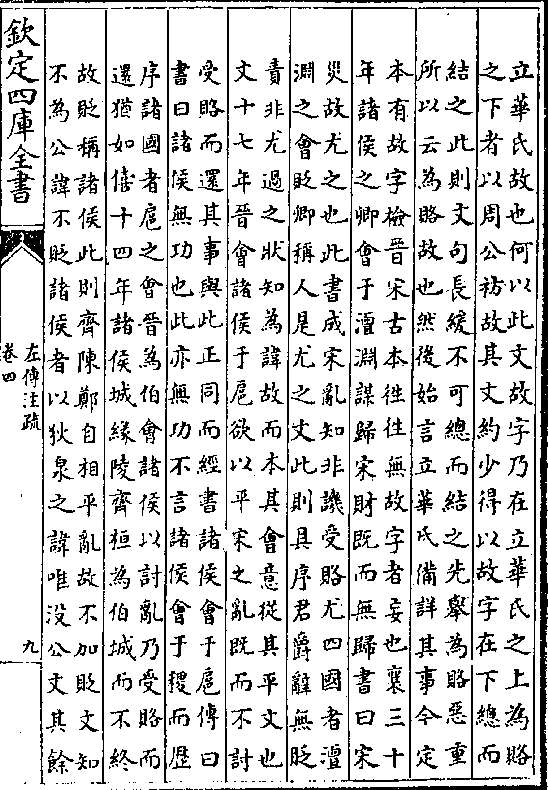 立華氏故也何以此文故字乃在立華氏之上為賂
之下者以周公祊故其文約少得以故字在下總而
結之此則文句長緩不可總而結之先舉為賂惡重
所以云為賂故也然後始言立華氏備詳其事今定
本有故字檢晉宋古本徃徃無故字者妄也襄三十
年諸侯之卿會于澶淵謀歸宋財既而無歸書曰宋
災故尤之也此書成宋亂知非譏受賂尤四國者澶
淵之會貶卿稱人是尤之文此則具序君爵辭無貶
責非尤過之狀知為諱故而本其會意從其平文也
文十七年晉會諸侯于扈欲以平宋之亂既而不討
受賂而還其事與此正同而經書諸侯會于扈傳曰
書曰諸侯無功也此亦無功不言諸侯會于稷而歴
序諸國者扈之會晉為伯會諸侯以討亂乃受賂而
還猶如僖十四年諸侯城縁陵齊桓為伯城而不終
故貶稱諸侯此則齊陳鄭自相平亂故不加貶文知
不為公諱不貶諸侯者以狄泉之諱唯没公文其餘
欽定四庫全書
左傳注疏
卷四
九